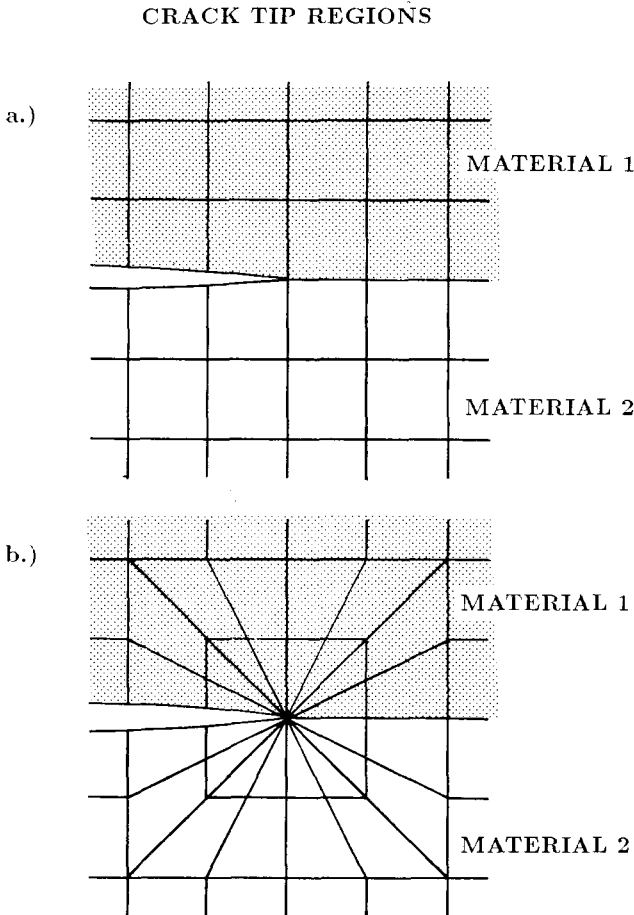 CRACK TIP REGIONS
a.)
MATERIAL 1
MATERIAL 2
b.)
MATERIAL 1
MATERIAL 2